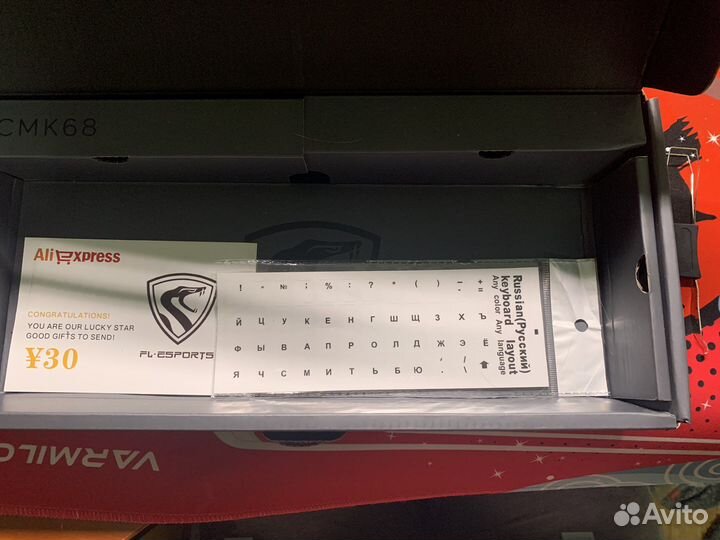 CMK68
AliExpress
CONGRATULATIONS!
YOU ARE OUR LUCKY STAR
GOOD GIFTS TO SEND!
¥30
FL·ESPORTS
! " № ; % : ? * ( ) - _ + =
Й Ц У К Е Н Г Ш Щ З Х Ъ
Ф Ы В А П Р О Л Д Ж Э Ё
Я Ч С М И Т Ь Б Ю . , \ /
Russian(Русский)
keyboard layout
Any color Any language
VARMILO
Avito